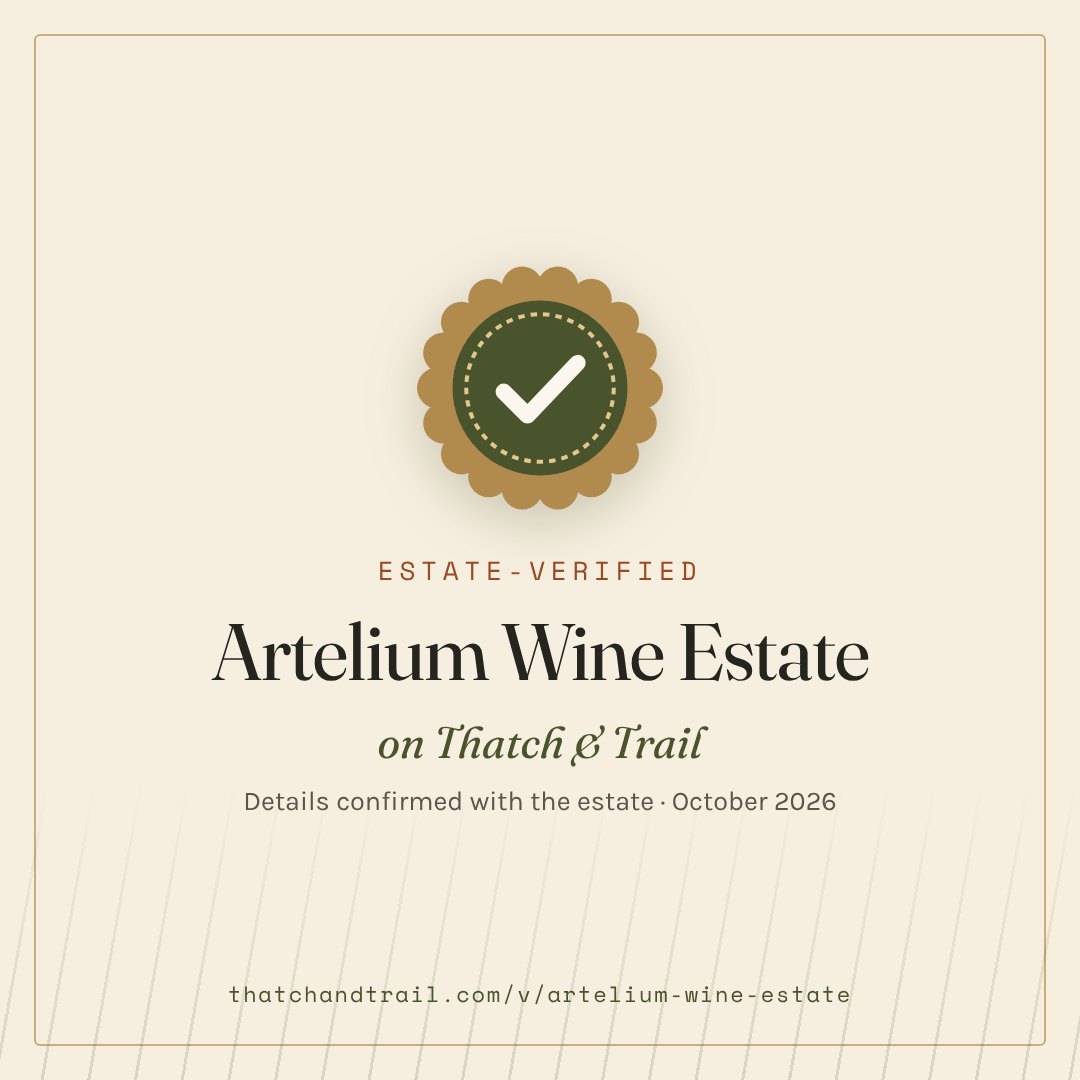 ESTATE-VERIFIED
Artelium Wine Estate
on Thatch & Trail
Details confirmed with the estate · October 2026
thatchandtrail.com/v/artelium-wine-estate